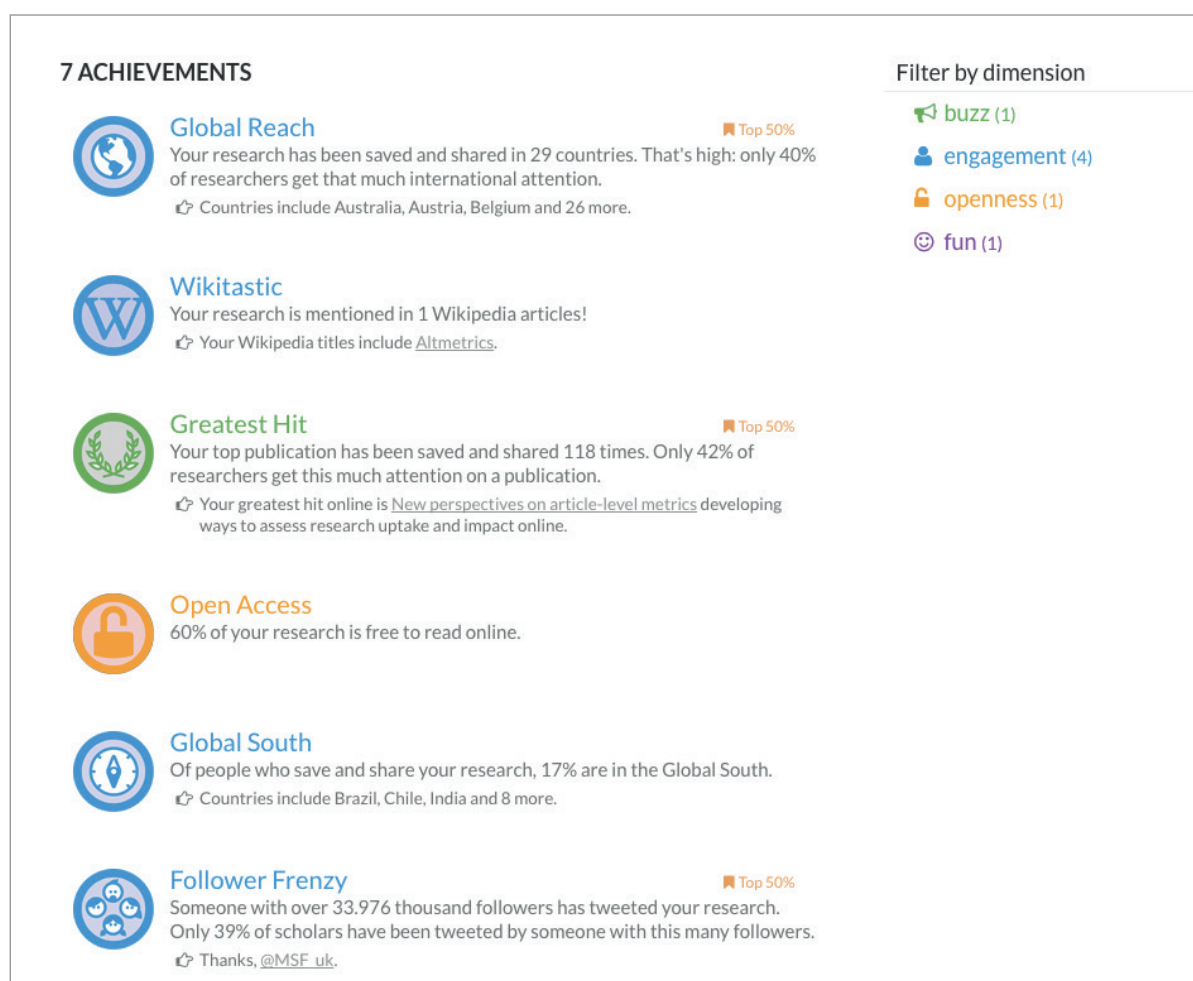 7 ACHIEVEMENTS
Global Reach
Top 50%
Your research has been saved and shared in 29 countries. That's high: only 40%
of researchers get that much international attention.
Countries include Australia, Austria, Belgium and 26 more.
Wikitastic
Your research is mentioned in 1 Wikipedia articles!
Your Wikipedia titles include Altmetrics.
Greatest Hit
Top 50%
Your top publication has been saved and shared 118 times. Only 42% of
researchers get this much attention on a publication.
Your greatest hit online is New perspectives on article-level metrics developing
ways to assess research uptake and impact online.
Open Access
60% of your research is free to read online.
Global South
Of people who save and share your research, 17% are in the Global South.
Countries include Brazil, Chile, India and 8 more.
Follower Frenzy
Top 50%
Someone with over 33.976 thousand followers has tweeted your research.
Only 39% of scholars have been tweeted by someone with this many followers.
Thanks, @MSF_uk.
Filter by dimension
buzz (1)
engagement (4)
openness (1)
fun (1)